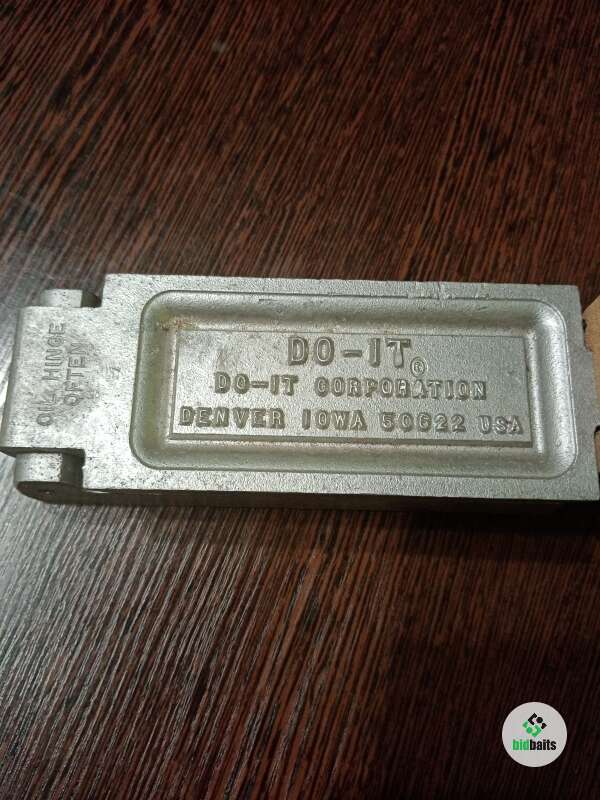 OIL HINGE
OFTEN
DO-IT®
DO-IT CORPORATION
DENVER IOWA 50622 USA
bidbaits